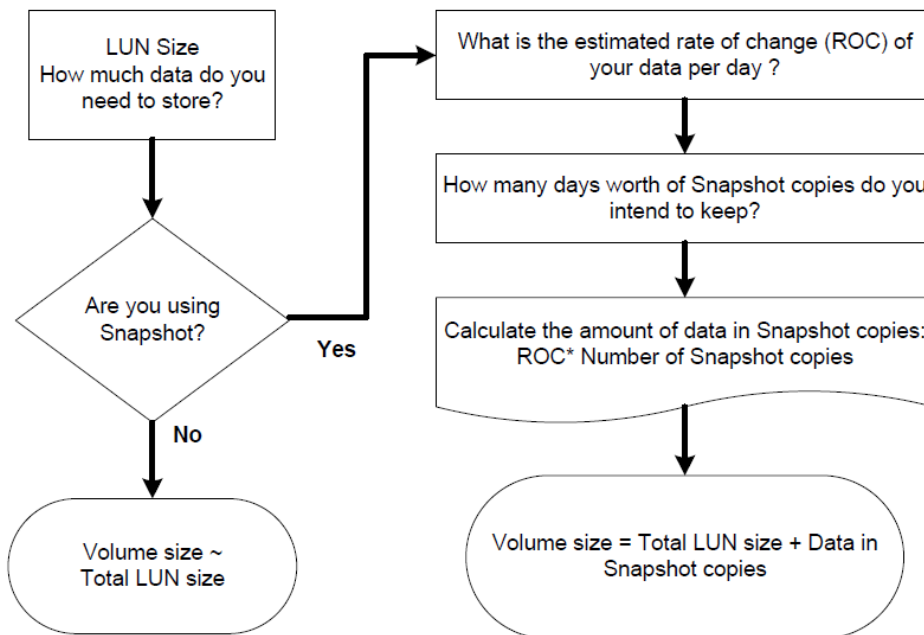 LUN Size
How much data do you
need to store?
Are you using
Snapshot?
Yes
No
Volume size ~
Total LUN size
What is the estimated rate of change (ROC) of
your data per day ?
How many days worth of Snapshot copies do you
intend to keep?
Calculate the amount of data in Snapshot copies:
ROC* Number of Snapshot copies
Volume size = Total LUN size + Data in
Snapshot copies